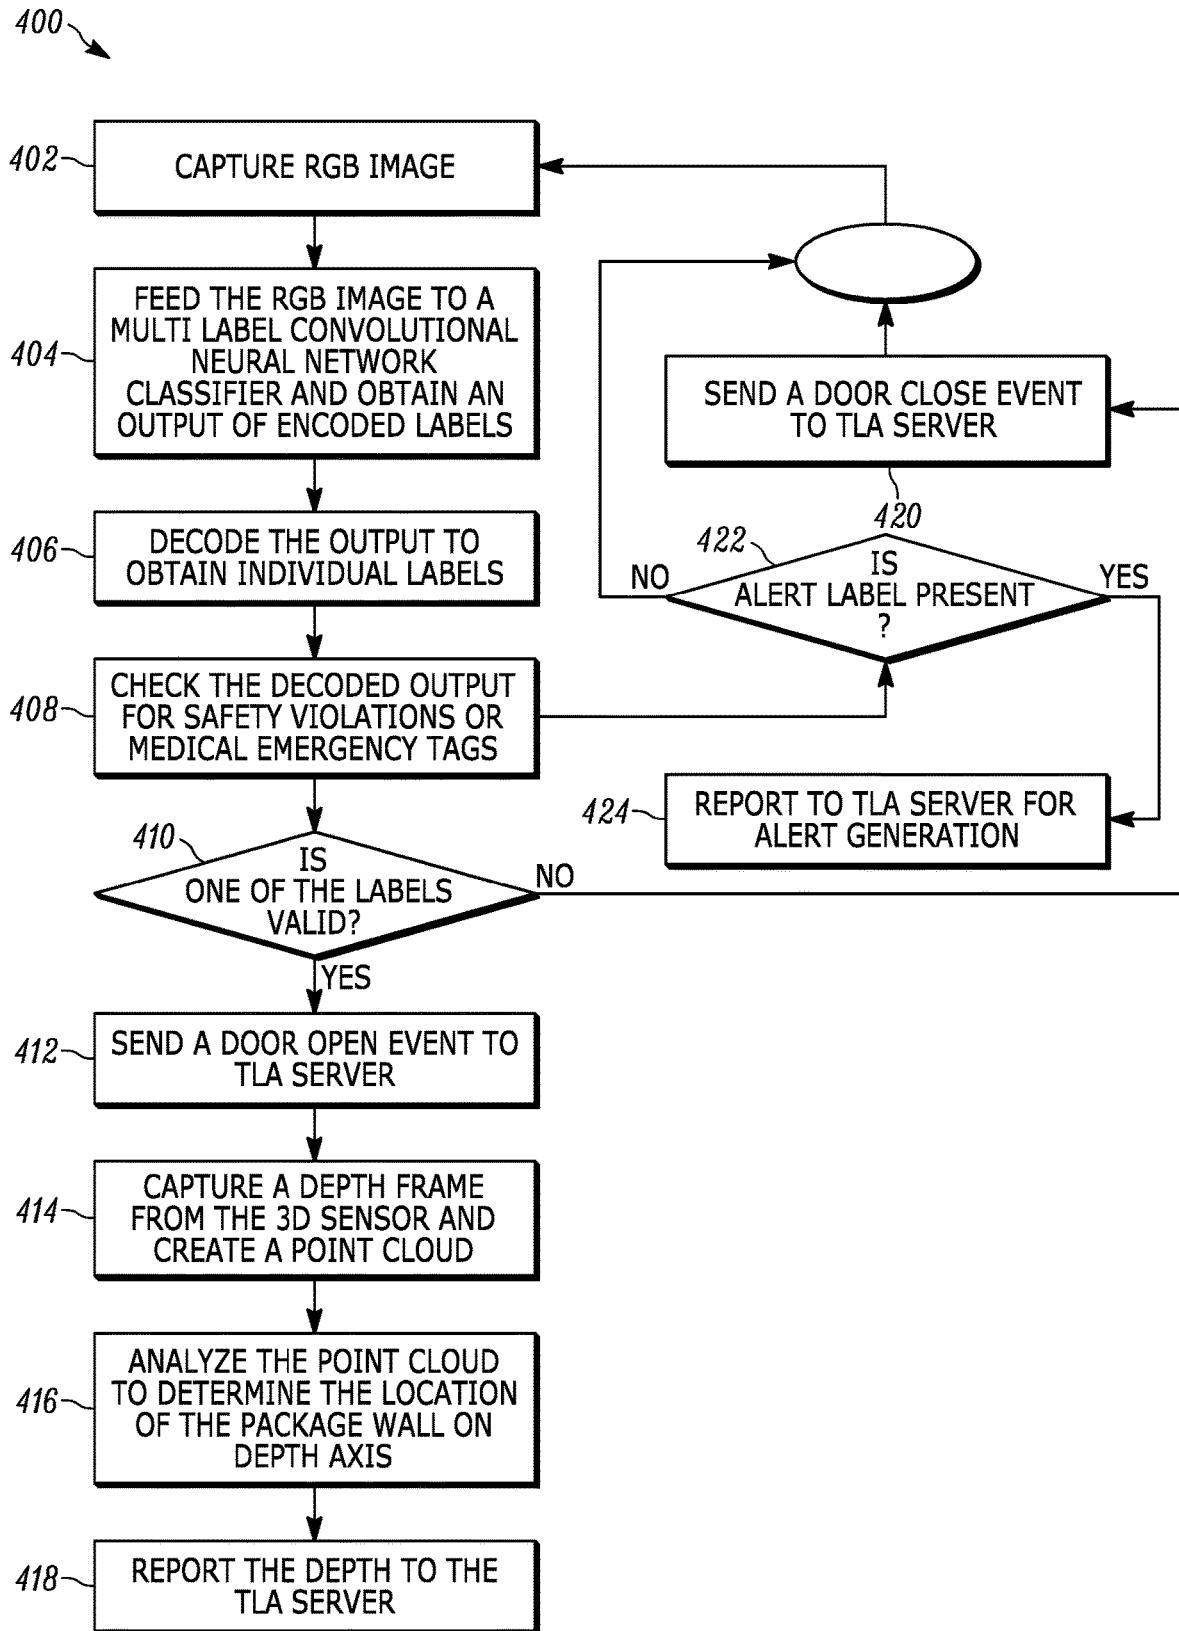 400
402
CAPTURE RGB IMAGE
404
FEED THE RGB IMAGE TO A
MULTI LABEL CONVOLUTIONAL
NEURAL NETWORK
CLASSIFIER AND OBTAIN AN
OUTPUT OF ENCODED LABELS
406
DECODE THE OUTPUT TO
OBTAIN INDIVIDUAL LABELS
408
CHECK THE DECODED OUTPUT
FOR SAFETY VIOLATIONS OR
MEDICAL EMERGENCY TAGS
410
IS
ONE OF THE LABELS
VALID?
NO
YES
412
SEND A DOOR OPEN EVENT TO
TLA SERVER
414
CAPTURE A DEPTH FRAME
FROM THE 3D SENSOR AND
CREATE A POINT CLOUD
416
ANALYZE THE POINT CLOUD
TO DETERMINE THE LOCATION
OF THE PACKAGE WALL ON
DEPTH AXIS
418
REPORT THE DEPTH TO THE
TLA SERVER
SEND A DOOR CLOSE EVENT
TO TLA SERVER
420
422
IS
ALERT LABEL PRESENT
?
NO
YES
424
REPORT TO TLA SERVER FOR
ALERT GENERATION